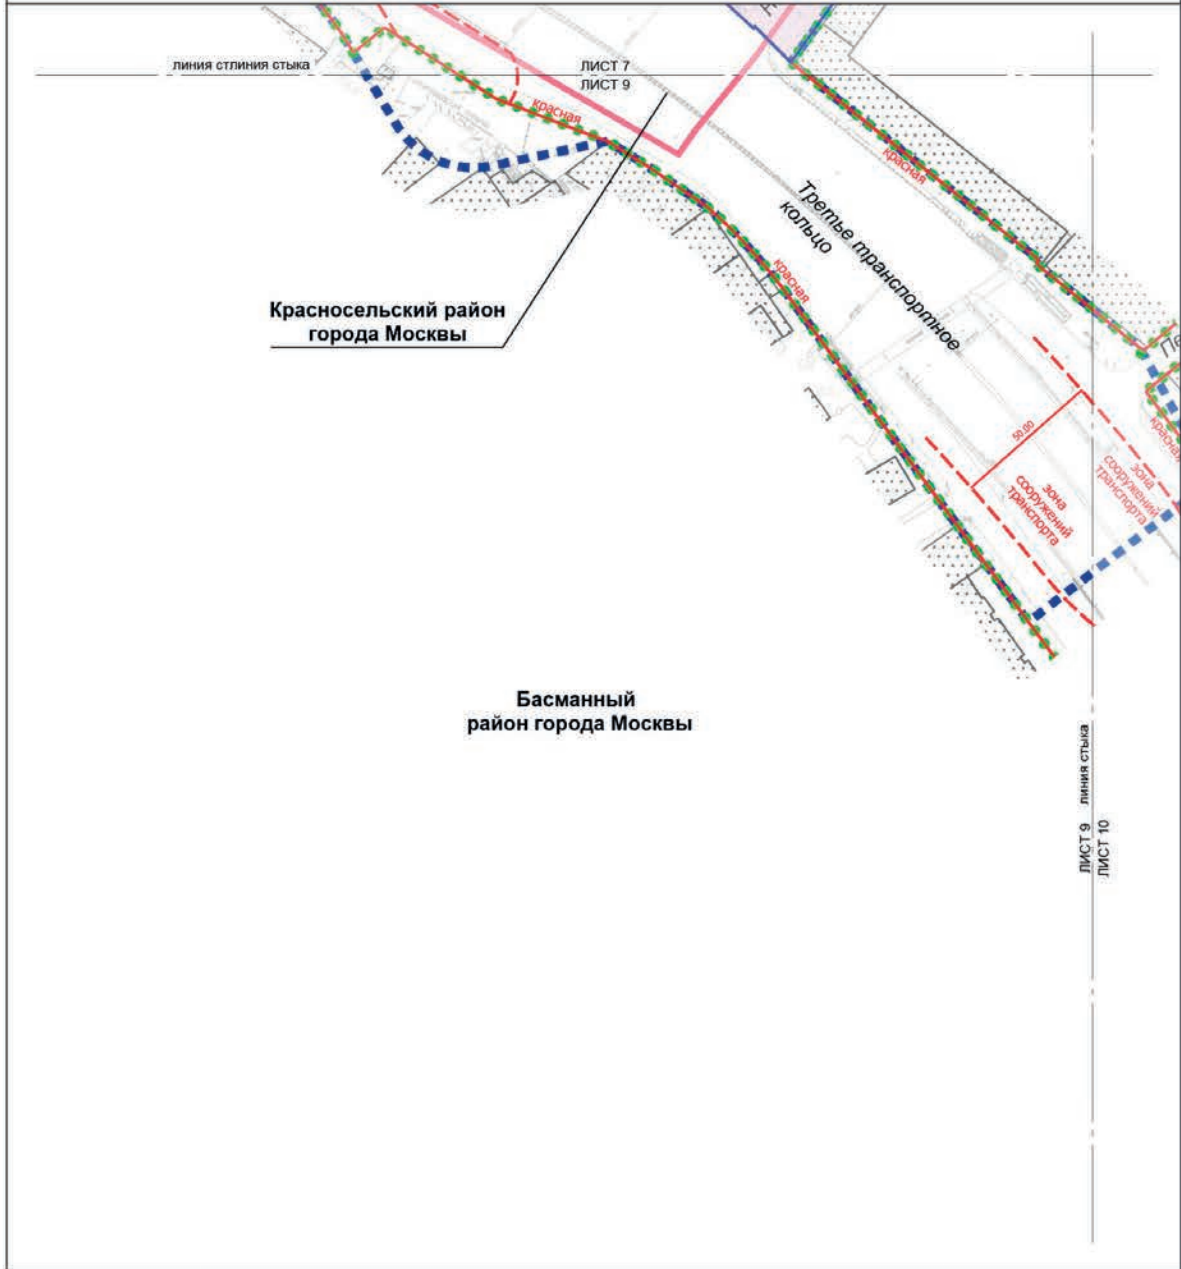 линия стлиния стыка
ЛИСТ 7
ЛИСТ 9
красная
красная
Третье транспортное
кольцо
красная
Красносельский район
города Москвы
50.00
зона
сооружений
транспорта
зона
сооружений
транспорта
красная
Басманный
район города Москвы
ЛИСТ 9 линия стыка
ЛИСТ 10